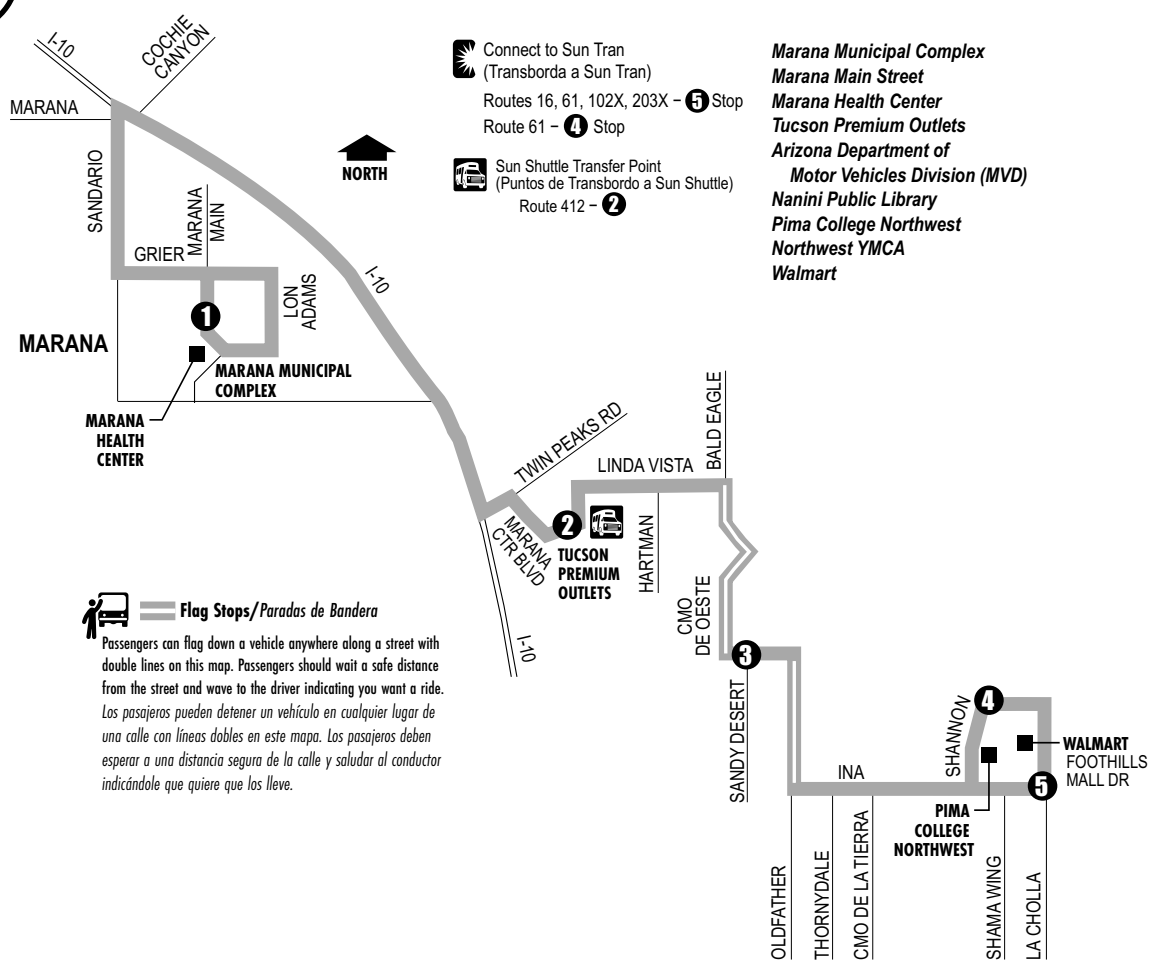 I-10
COCHIE
CANYON
MARANA
SANDARIO
GRIER
MARANA
MAIN
LON
ADAMS
I-10
NORTH
Connect to Sun Tran
(Transborda a Sun Tran)
Routes 16, 61, 102X, 203X – 5 Stop
Route 61 – 4 Stop
Sun Shuttle Transfer Point
(Puntos de Transbordo a Sun Shuttle)
Route 412 – 2
Marana Municipal Complex
Marana Main Street
Marana Health Center
Tucson Premium Outlets
Arizona Department of
Motor Vehicles Division (MVD)
Nanini Public Library
Pima College Northwest
Northwest YMCA
Walmart
1
MARANA
MARANA MUNICIPAL
COMPLEX
MARANA
HEALTH
CENTER
TWIN PEAKS RD
LINDA VISTA
BALD EAGLE
MARANA
CTR BLVD
2
TUCSON
PREMIUM
OUTLETS
HARTMAN
CMO
DE OESTE
I-10
3
SANDY DESERT
Flag Stops/Paradas de Bandera
Passengers can flag down a vehicle anywhere along a street with
double lines on this map. Passengers should wait a safe distance
from the street and wave to the driver indicating you want a ride.
Los pasajeros pueden detener un vehículo en cualquier lugar de
una calle con líneas dobles en este mapa. Los pasajeros deben
esperar a una distancia segura de la calle y saludar al conductor
indicándole que quiere que los lleve.
SHANNON
4
WALMART
FOOTHILLS
MALL DR
INA
5
PIMA
COLLEGE
NORTHWEST
OLDFATHER
THORNYDALE
CMO DE LA TIERRA
SHAMA WING
LA CHOLLA